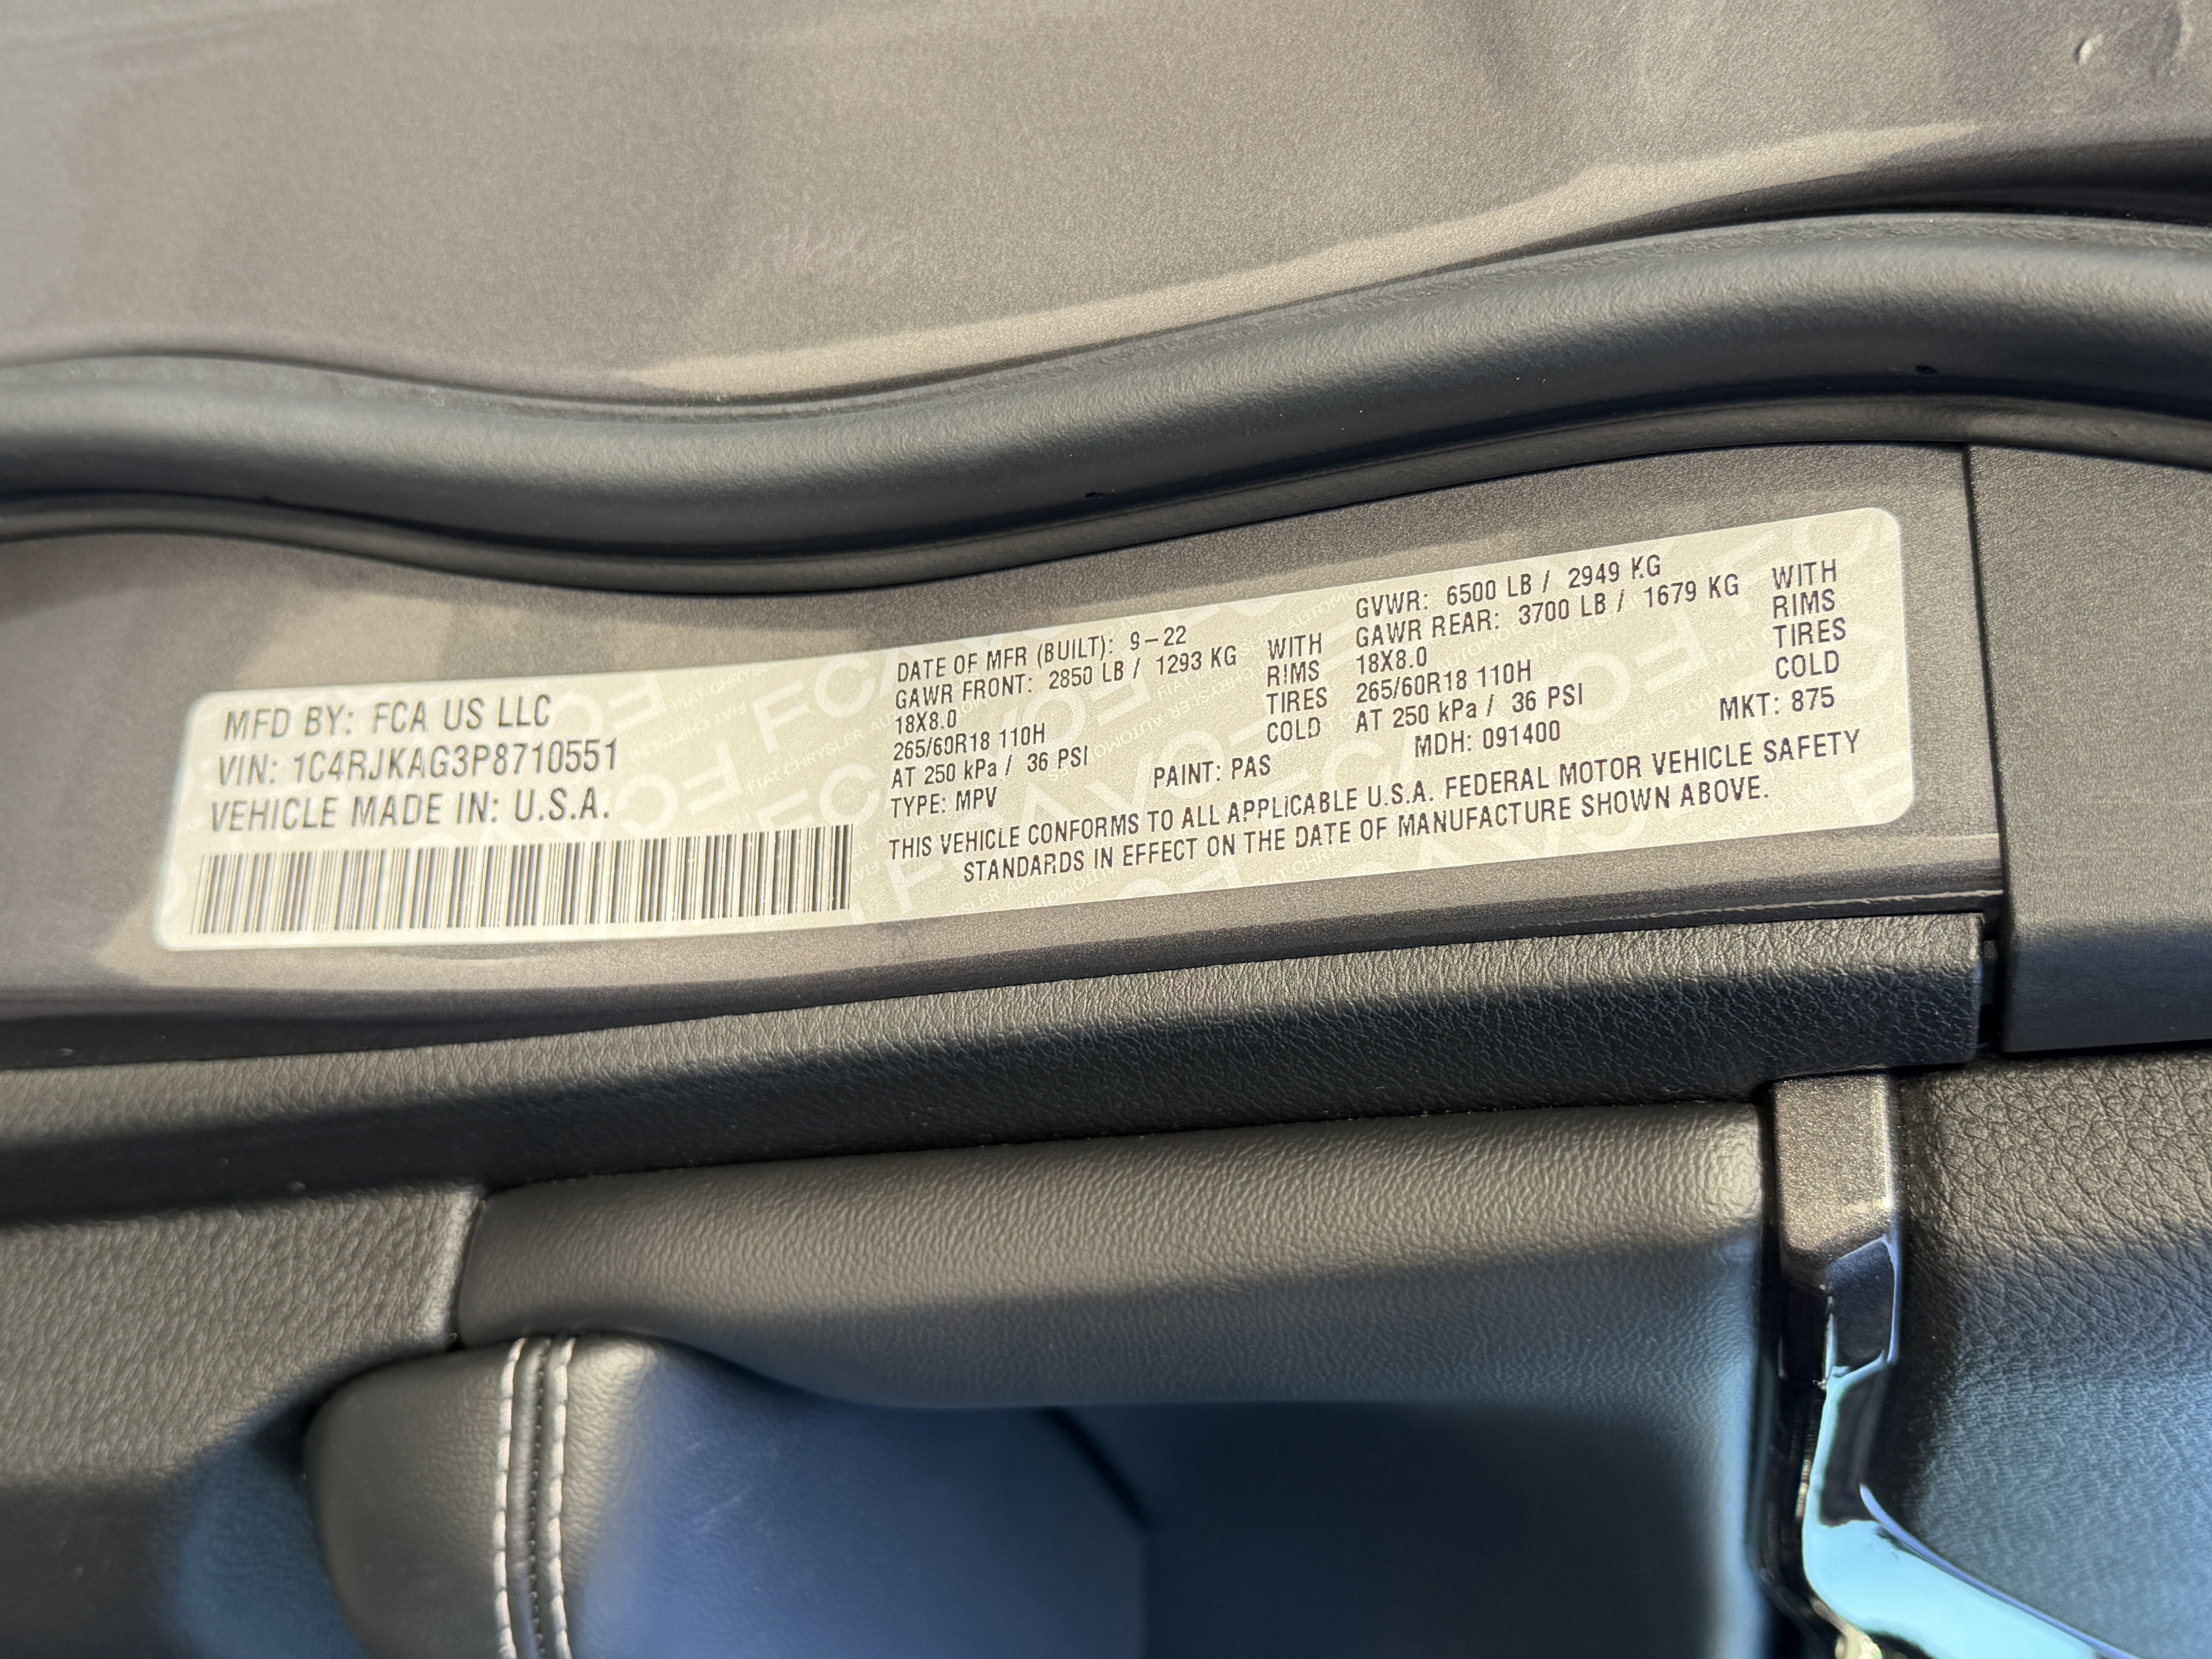 MFD BY: FCA US LLC
VIN: 1C4RJKAG3P8710551
VEHICLE MADE IN: U.S.A.
DATE OF MFR (BUILT): 9-22
GAWR FRONT: 2850 LB / 1293 KG WITH
18X8.0 RIMS
265/60R18 110H TIRES
AT 250 kPa / 36 PSI COLD
TYPE: MPV PAINT: PAS
GVWR: 6500 LB / 2949 KG
GAWR REAR: 3700 LB / 1679 KG WITH
18X8.0 RIMS
265/60R18 110H TIRES
AT 250 kPa / 36 PSI COLD
MDH: 091400 MKT: 875
THIS VEHICLE CONFORMS TO ALL APPLICABLE U.S.A. FEDERAL MOTOR VEHICLE SAFETY
STANDARDS IN EFFECT ON THE DATE OF MANUFACTURE SHOWN ABOVE.